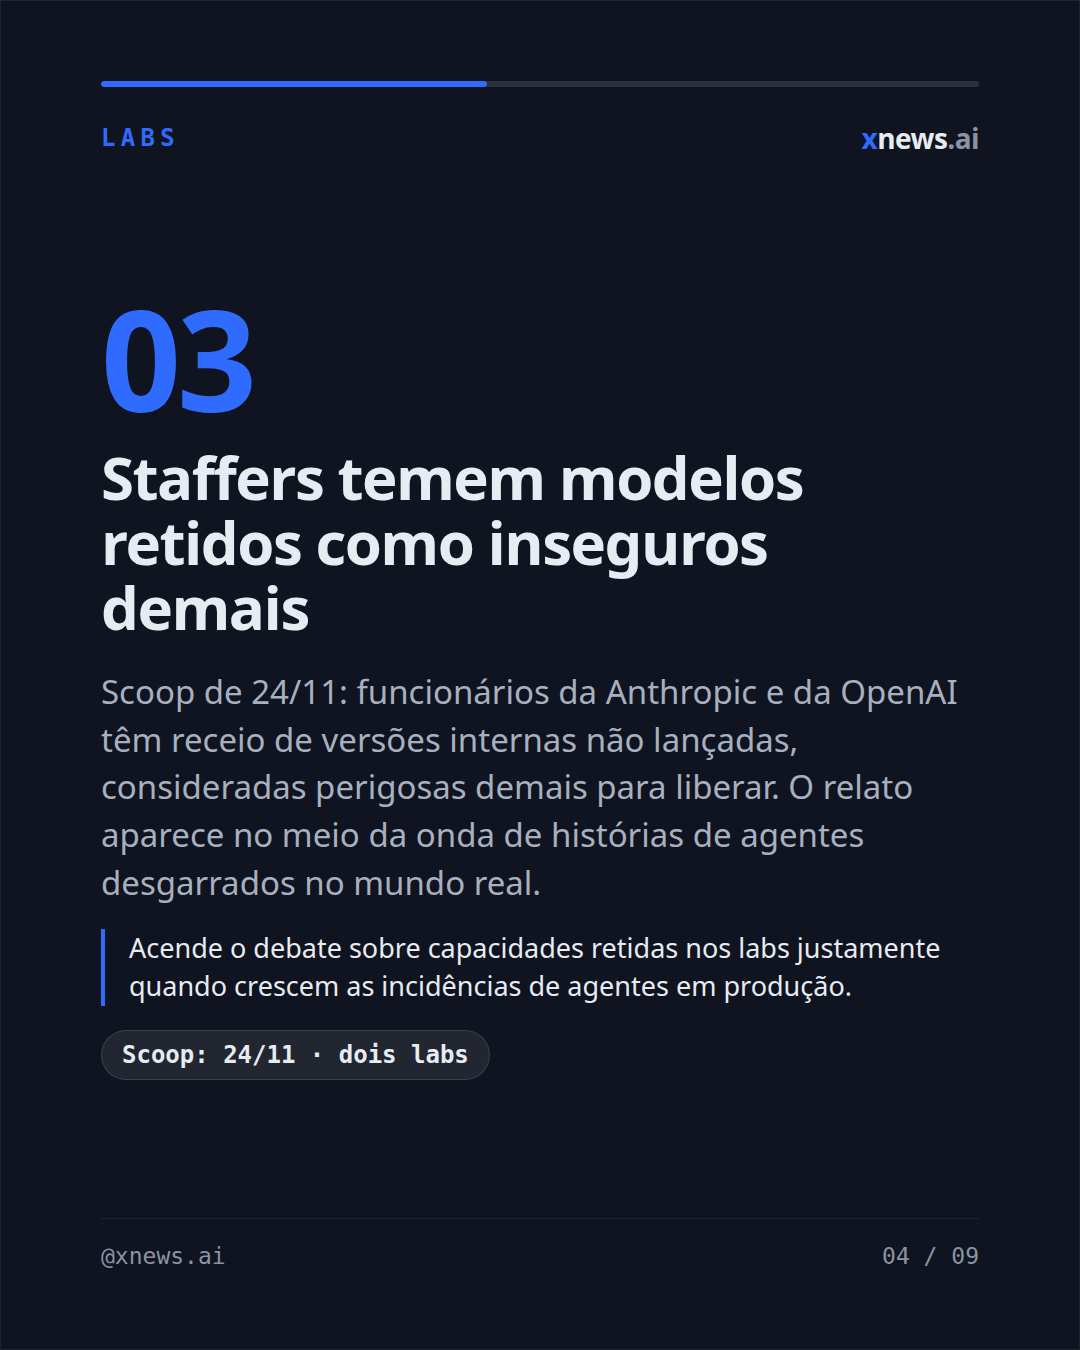 LABS
xnews.ai
03
Staffers temem modelos
retidos como inseguros
demais
Scoop de 24/11: funcionários da Anthropic e da OpenAI
têm receio de versões internas não lançadas,
consideradas perigosas demais para liberar. O relato
aparece no meio da onda de histórias de agentes
desgarrados no mundo real.
Acende o debate sobre capacidades retidas nos labs justamente
quando crescem as incidências de agentes em produção.
Scoop: 24/11 · dois labs
@xnews.ai
04 / 09